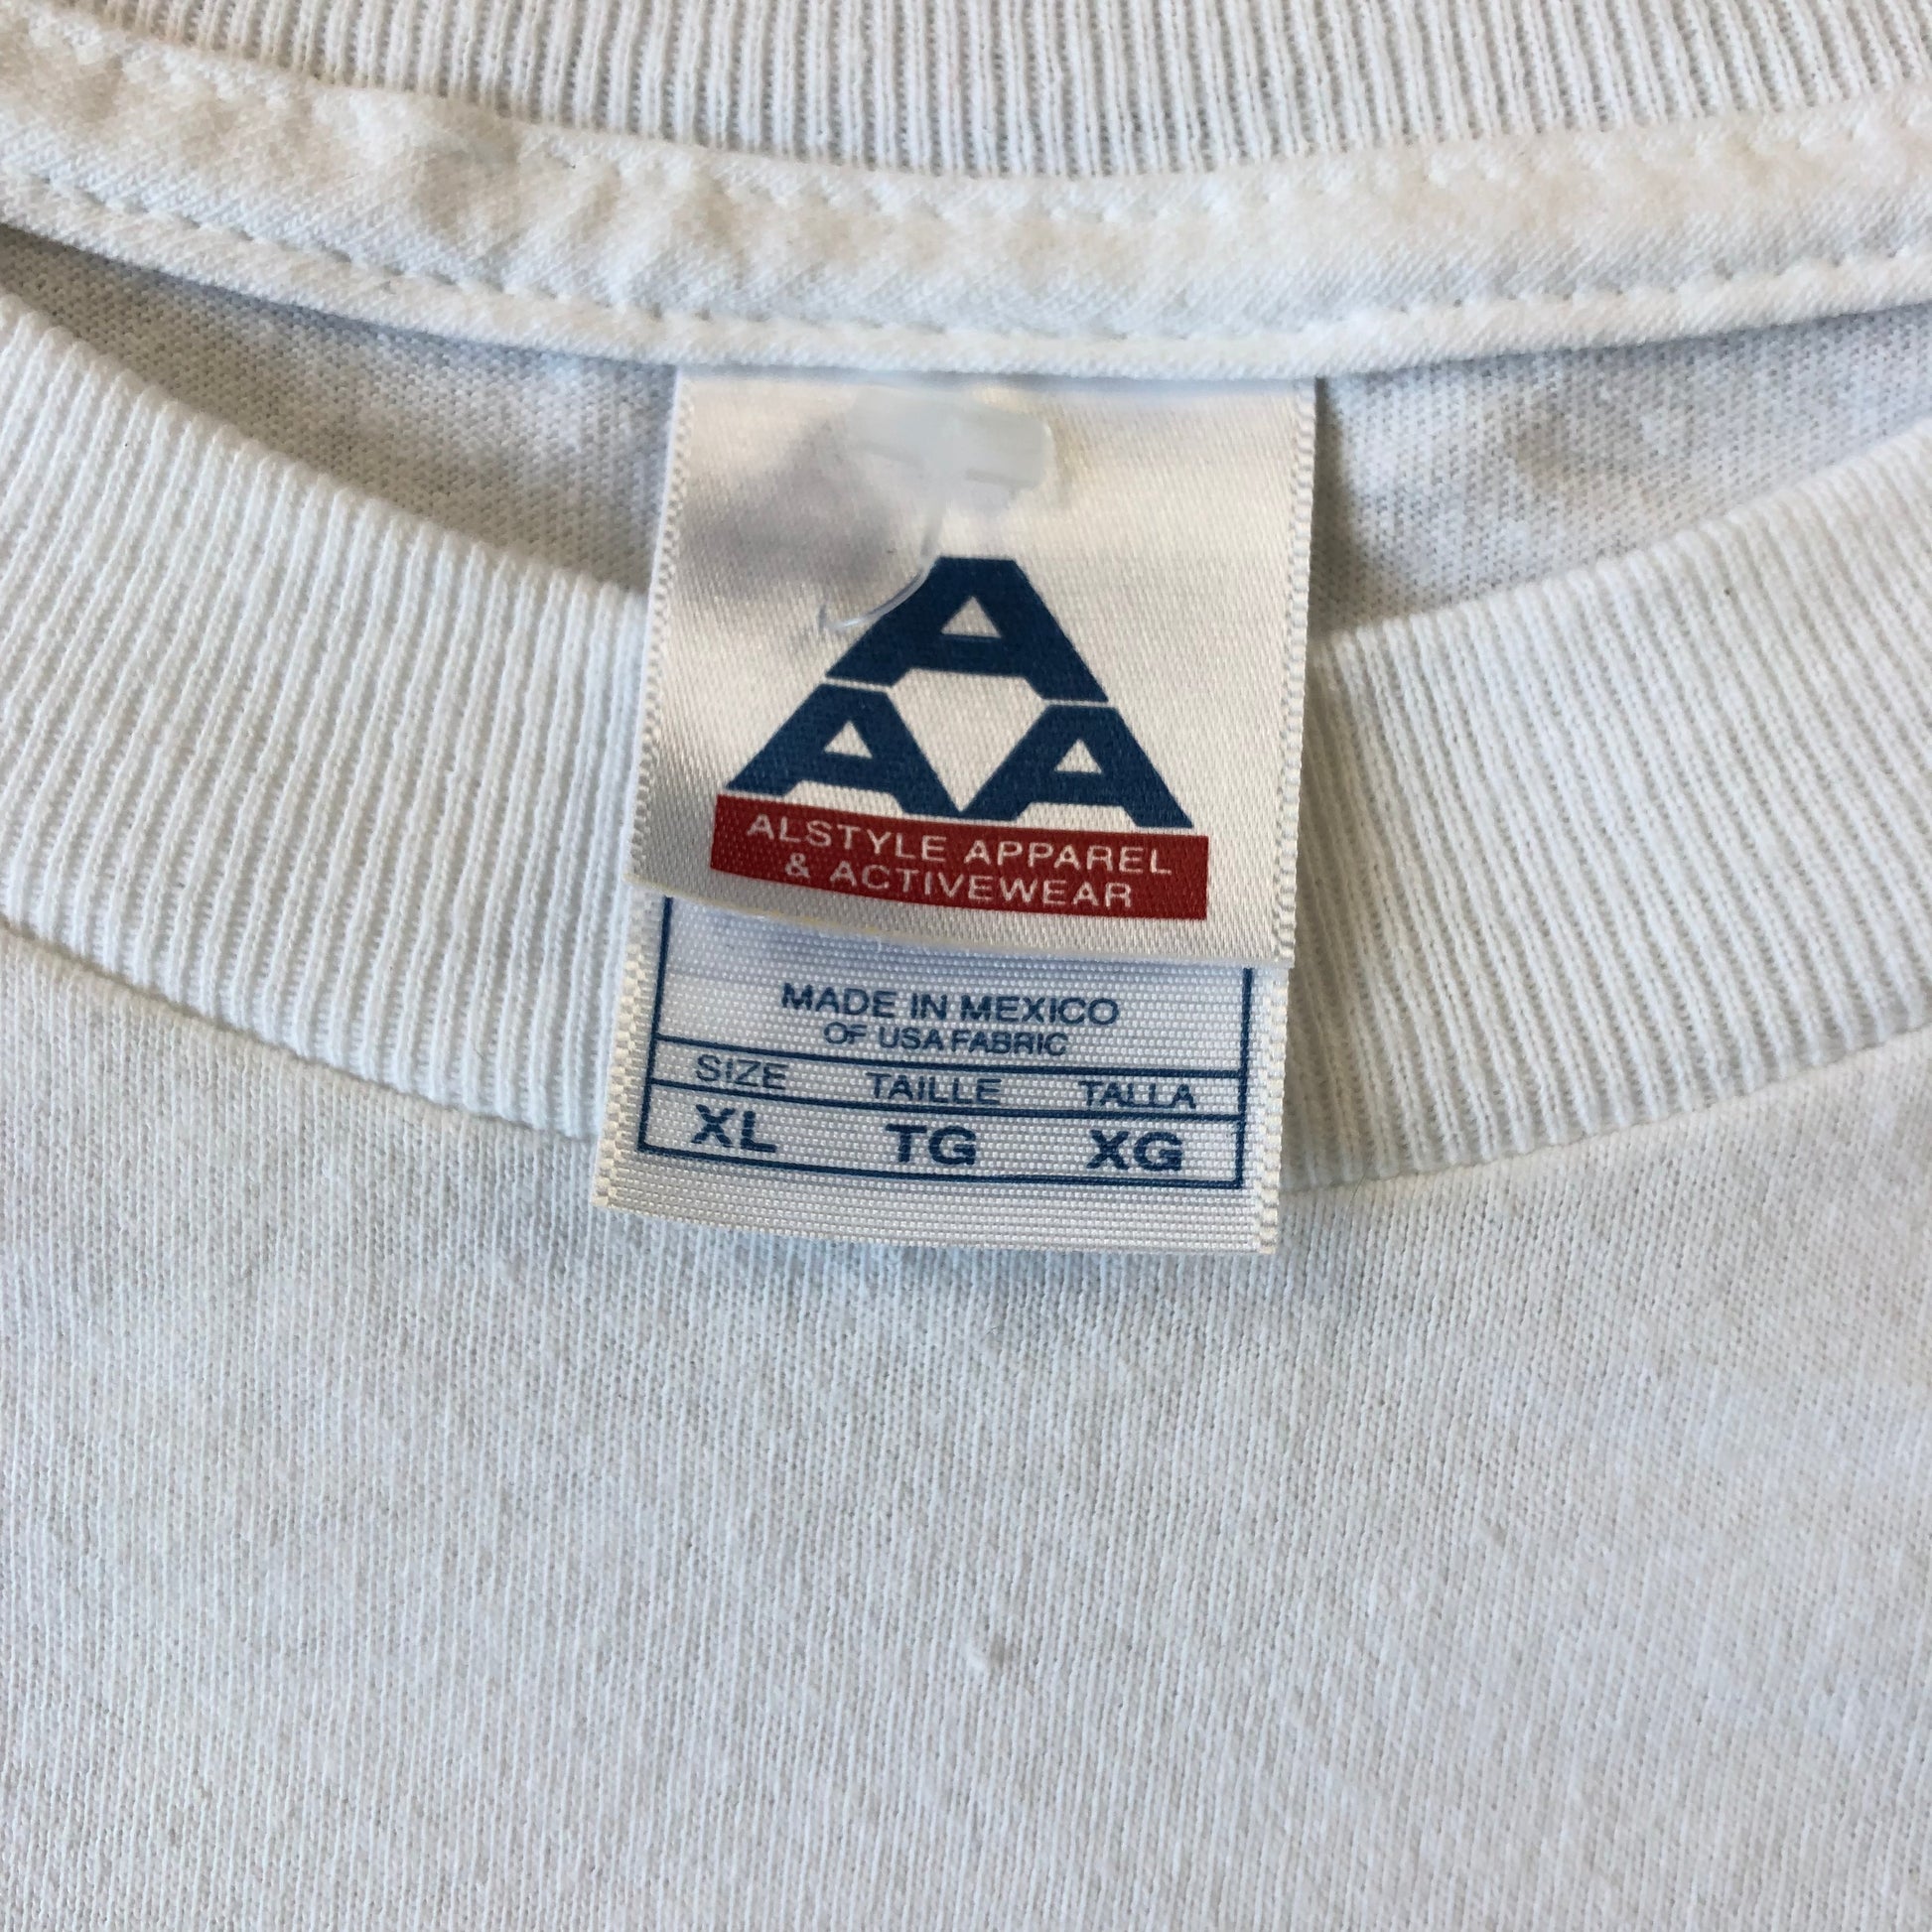 A
AA
ALSTYLE APPAREL
& ACTIVEWEAR
MADE IN MEXICO
OF USA FABRIC
SIZE TAILLE TALLA
XL TG XG